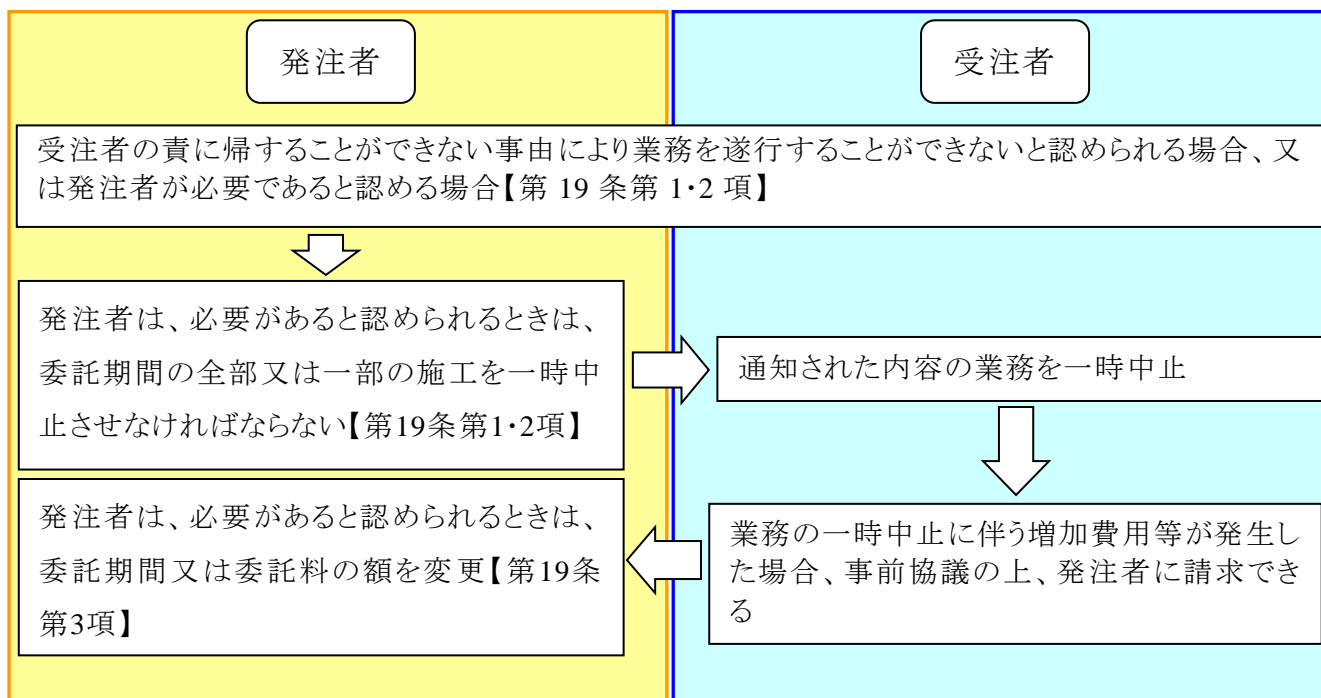 発注者
受注者
受注者の責に帰することができない事由により業務を遂行することができないと認められる場合、又
は発注者が必要であると認める場合【第 19 条第 1・2 項】
発注者は、必要があると認められるときは、
委託期間の全部又は一部の施工を一時中
止させなければならない【第19条第1・2項】
通知された内容の業務を一時中止
業務の一時中止に伴う増加費用等が発生し
た場合、事前協議の上、発注者に請求でき
る
発注者は、必要があると認められるときは、
委託期間又は委託料の額を変更【第19条
第3項】